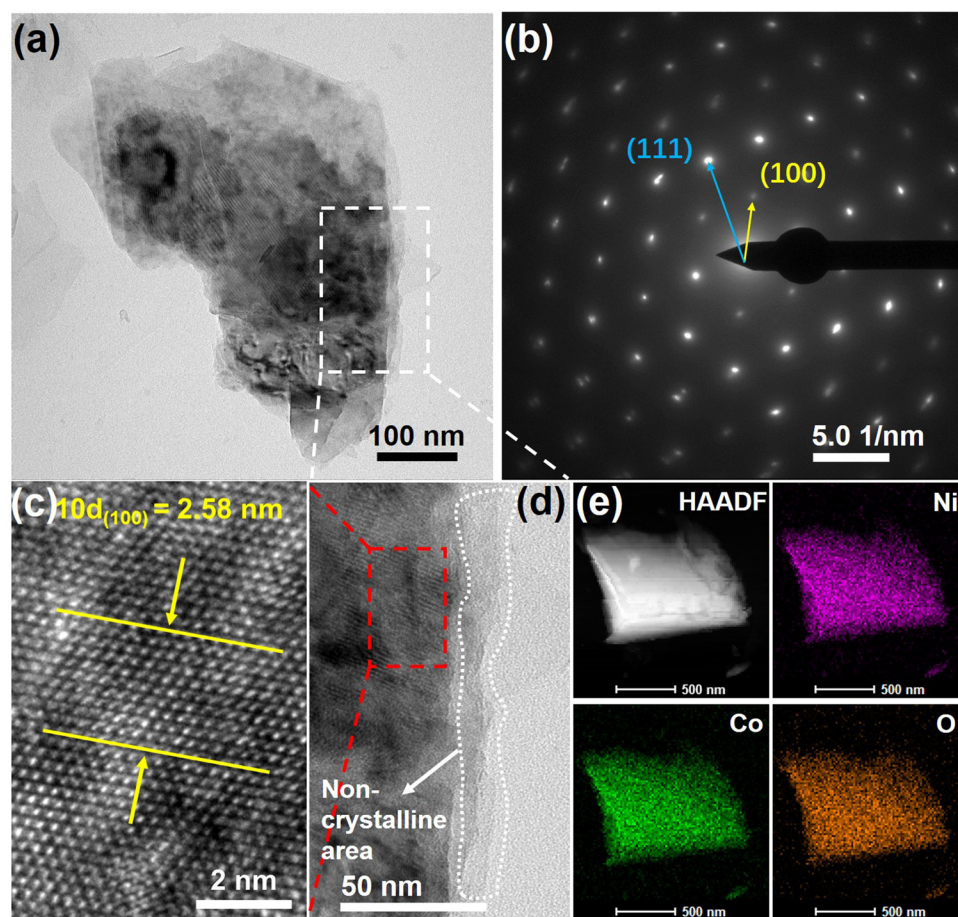 (a)
100 nm
(b)
(111)
(100)
5.0 1/nm
(c)
10d(100) = 2.58 nm
2 nm
(d)
Non-
crystalline
area
50 nm
(e)
HAADF
500 nm
Ni
500 nm
Co
500 nm
O
500 nm